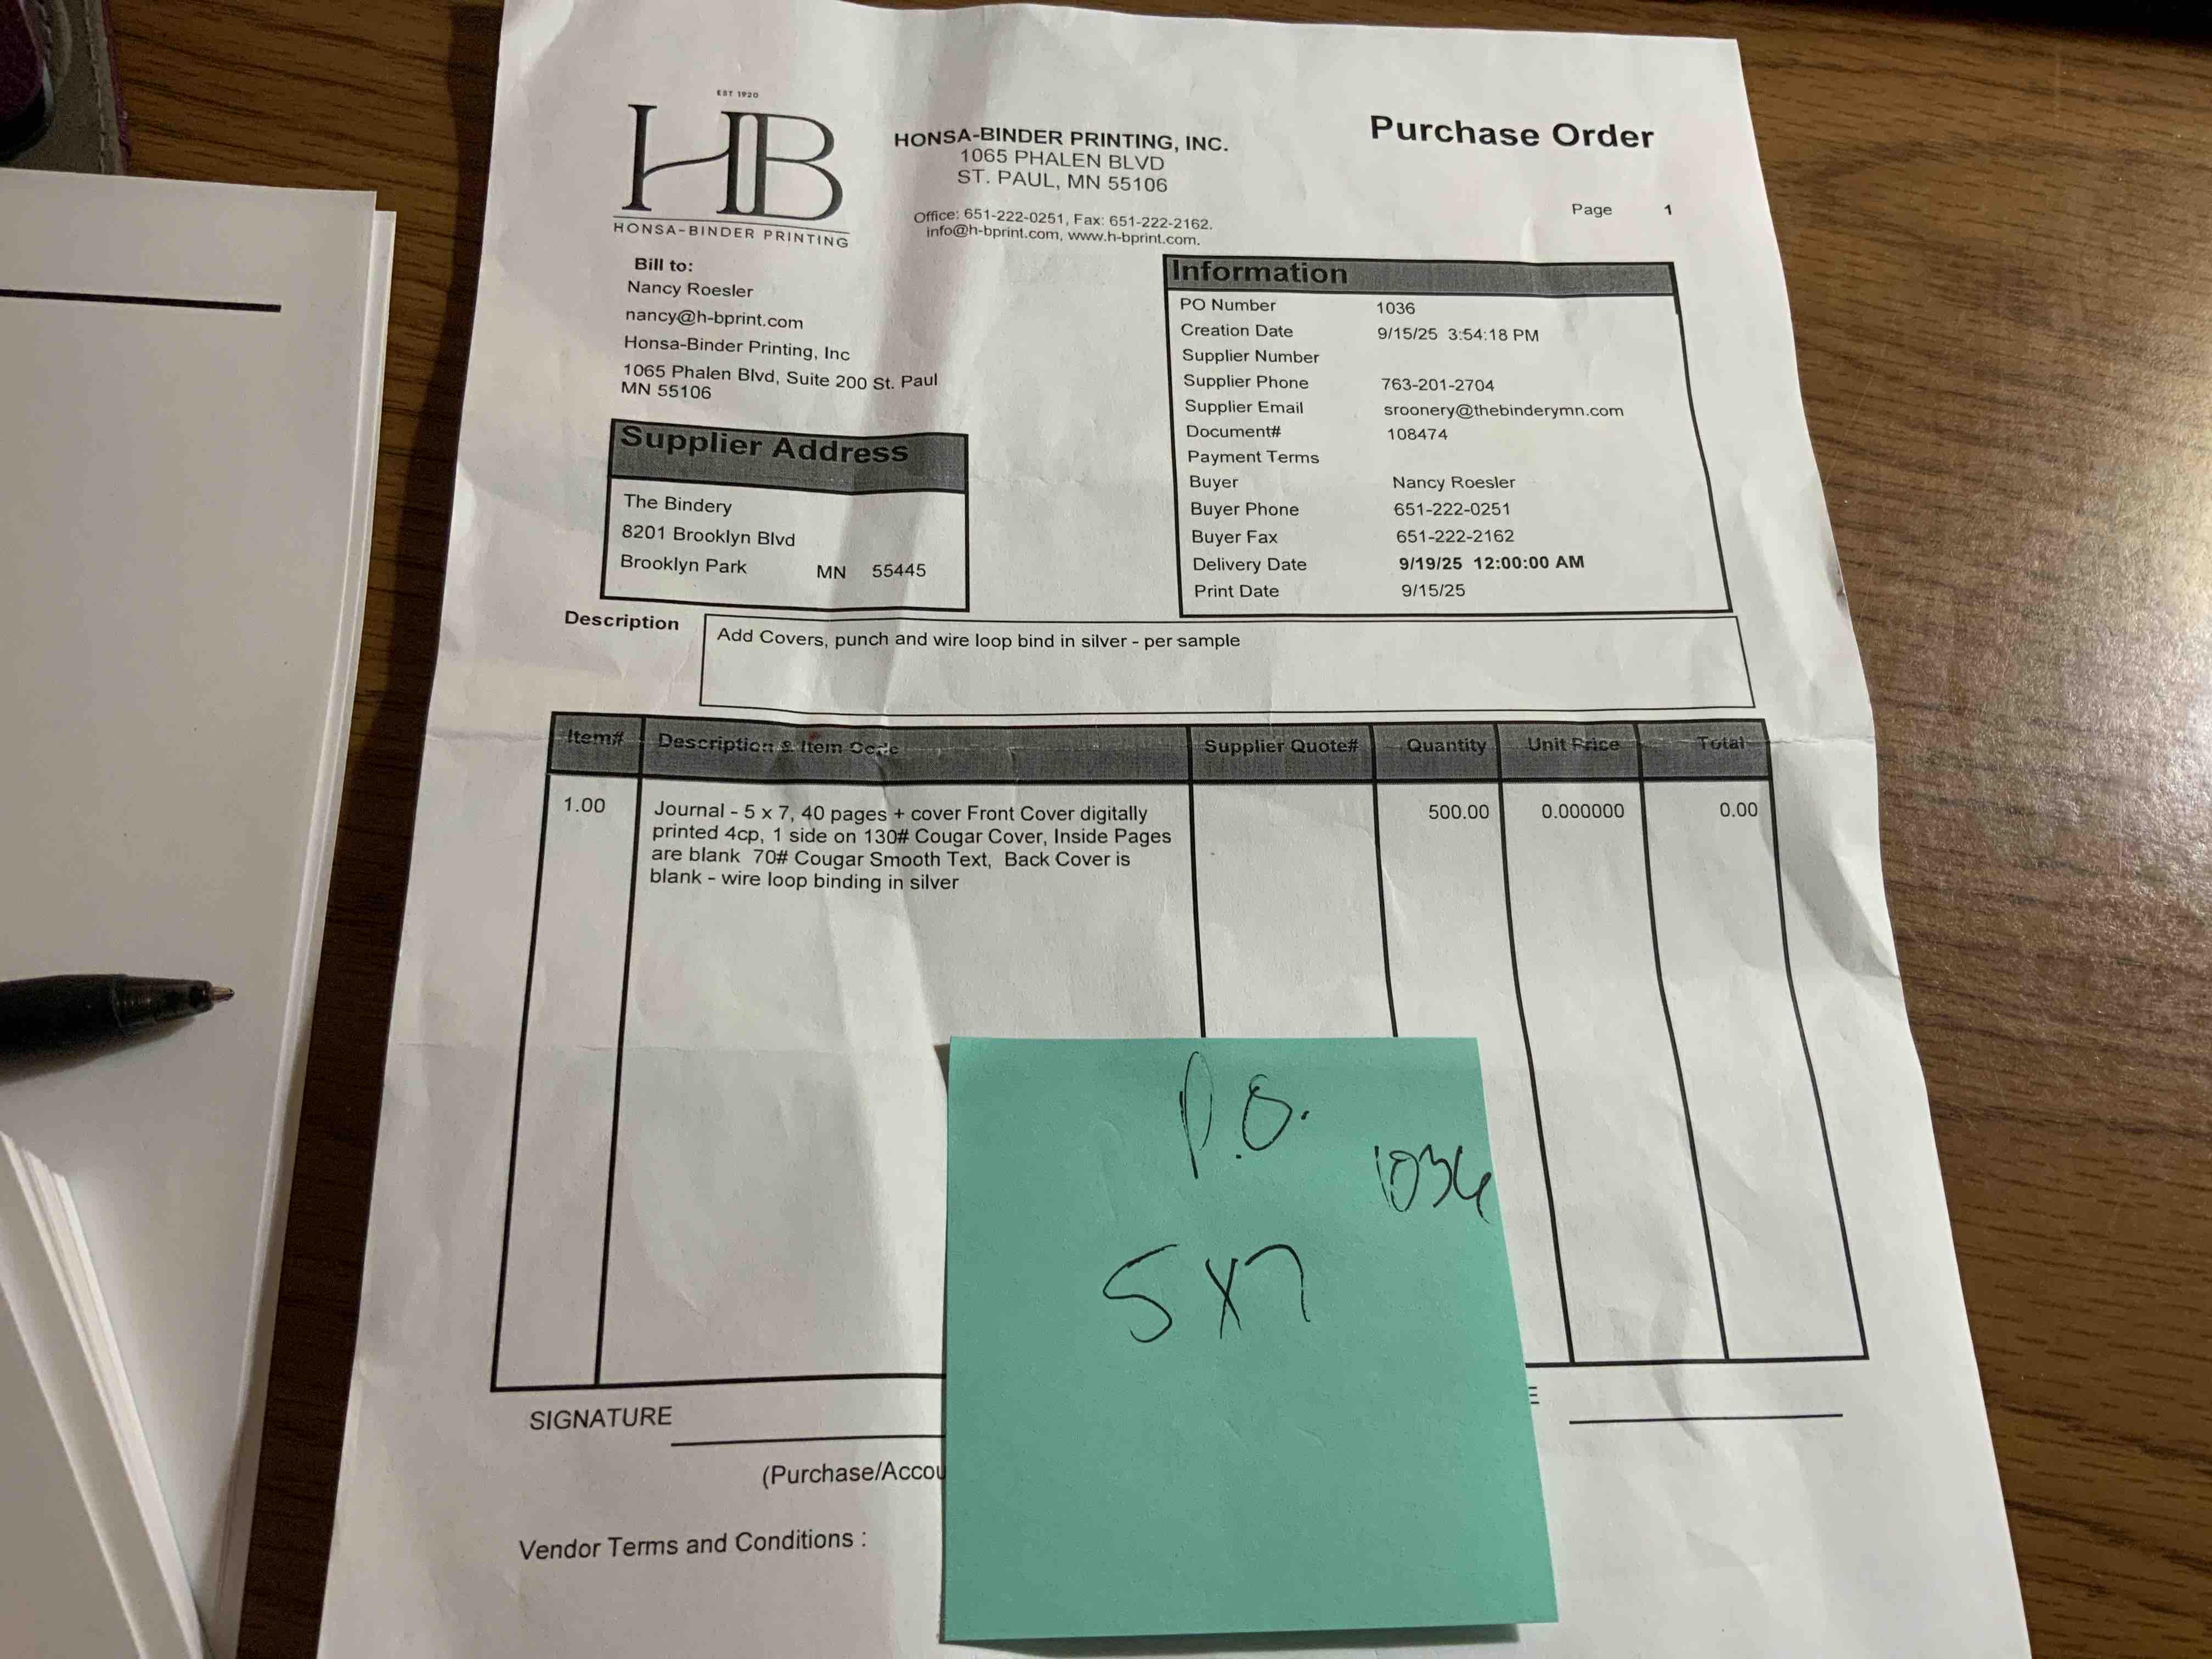 EST 1920
HB
HONSA-BINDER PRINTING
HONSA-BINDER PRINTING, INC.
1065 PHALEN BLVD
ST. PAUL, MN 55106
Office: 651-222-0251, Fax: 651-222-2162.
info@h-bprint.com, www.h-bprint.com.
Purchase Order
Page 1
Bill to:
Nancy Roesler
nancy@h-bprint.com
Honsa-Binder Printing, Inc
1065 Phalen Blvd, Suite 200 St. Paul
MN 55106
Information
PO Number 1036
Creation Date 9/15/25 3:54:18 PM
Supplier Number
Supplier Phone 763-201-2704
Supplier Email sroonery@thebinderymn.com
Document# 108474
Payment Terms
Buyer Nancy Roesler
Buyer Phone 651-222-0251
Buyer Fax 651-222-2162
Delivery Date 9/19/25 12:00:00 AM
Print Date 9/15/25
Supplier Address
The Bindery
8201 Brooklyn Blvd
Brooklyn Park MN 55445
Description
Add Covers, punch and wire loop bind in silver - per sample
Item# Description & Item Code Supplier Quote# Quantity Unit Price Total
1.00 Journal - 5 x 7, 40 pages + cover Front Cover digitally 500.00 0.000000 0.00
printed 4cp, 1 side on 130# Cougar Cover, Inside Pages
are blank 70# Cougar Smooth Text, Back Cover is
blank - wire loop binding in silver
P.O.
1036
5 x 7
SIGNATURE
E
(Purchase/Accou
Vendor Terms and Conditions :